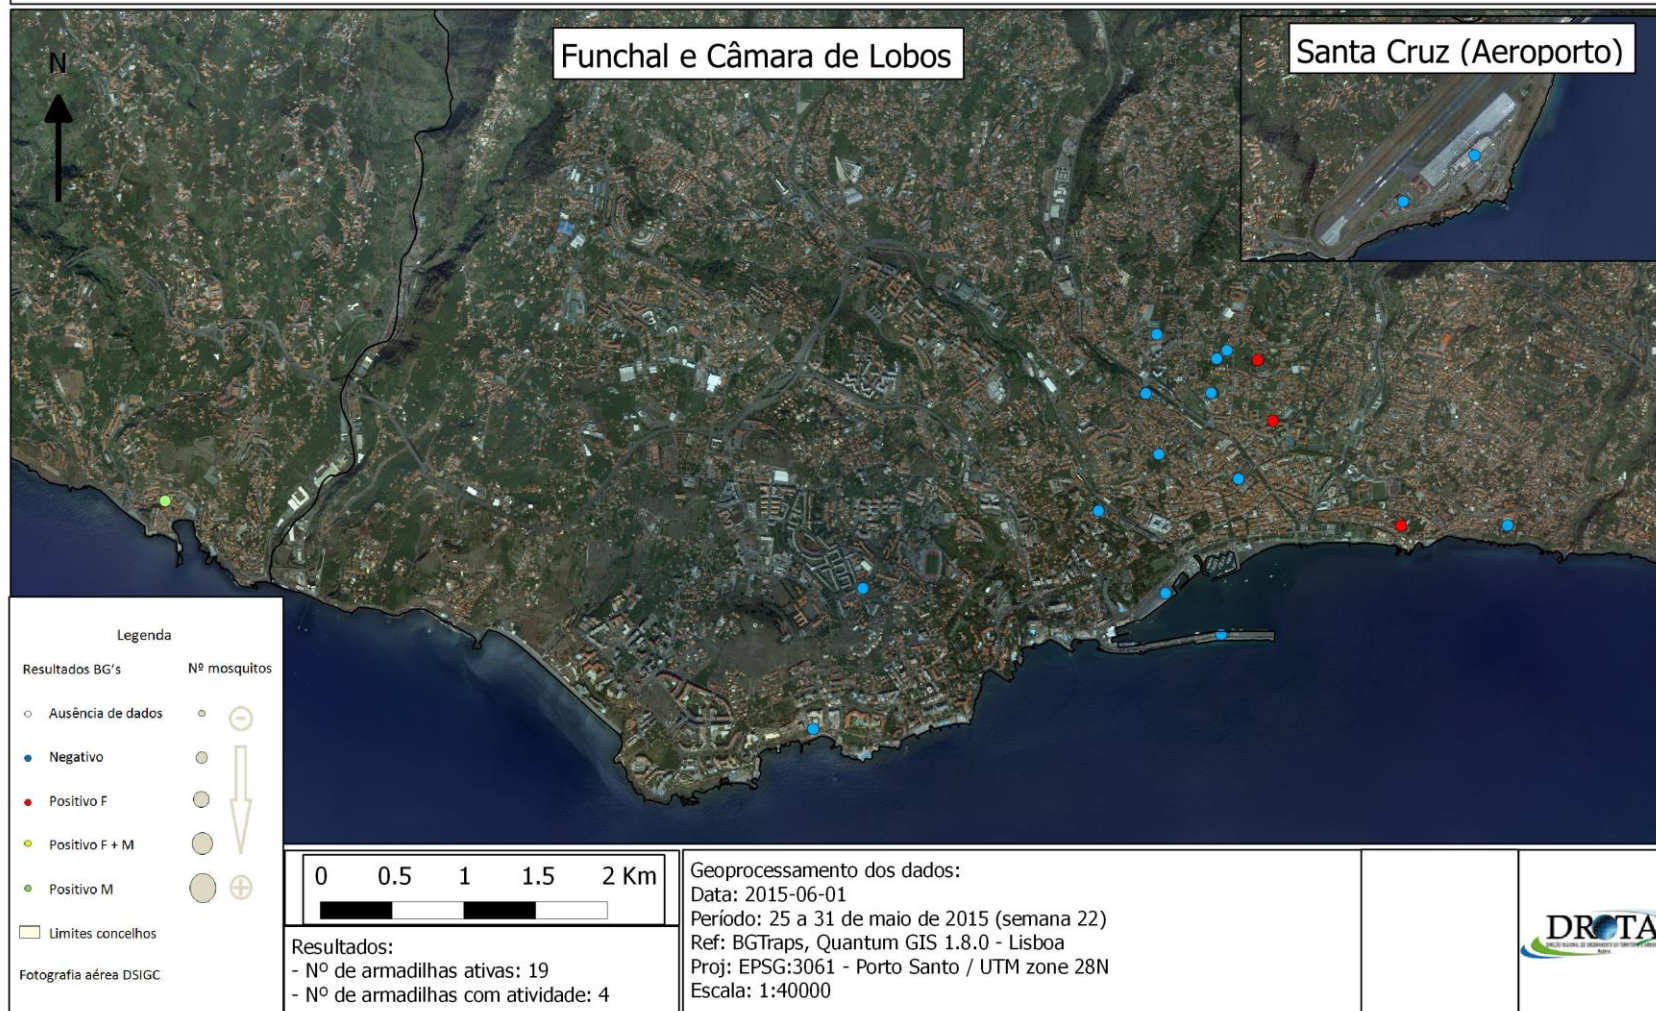 Funchal e Câmara de Lobos
Santa Cruz (Aeroporto)
N
Legenda
Resultados BG's
Nº mosquitos
Ausência de dados
Negativo
Positivo F
Positivo F + M
Positivo M
Limites concelhos
Fotografia aérea DSIGC
0 0.5 1 1.5 2 Km
Resultados:
- Nº de armadilhas ativas: 19
- Nº de armadilhas com atividade: 4
Geoprocessamento dos dados:
Data: 2015-06-01
Período: 25 a 31 de maio de 2015 (semana 22)
Ref: BGTraps, Quantum GIS 1.8.0 - Lisboa
Proj: EPSG:3061 - Porto Santo / UTM zone 28N
Escala: 1:40000
DROTA